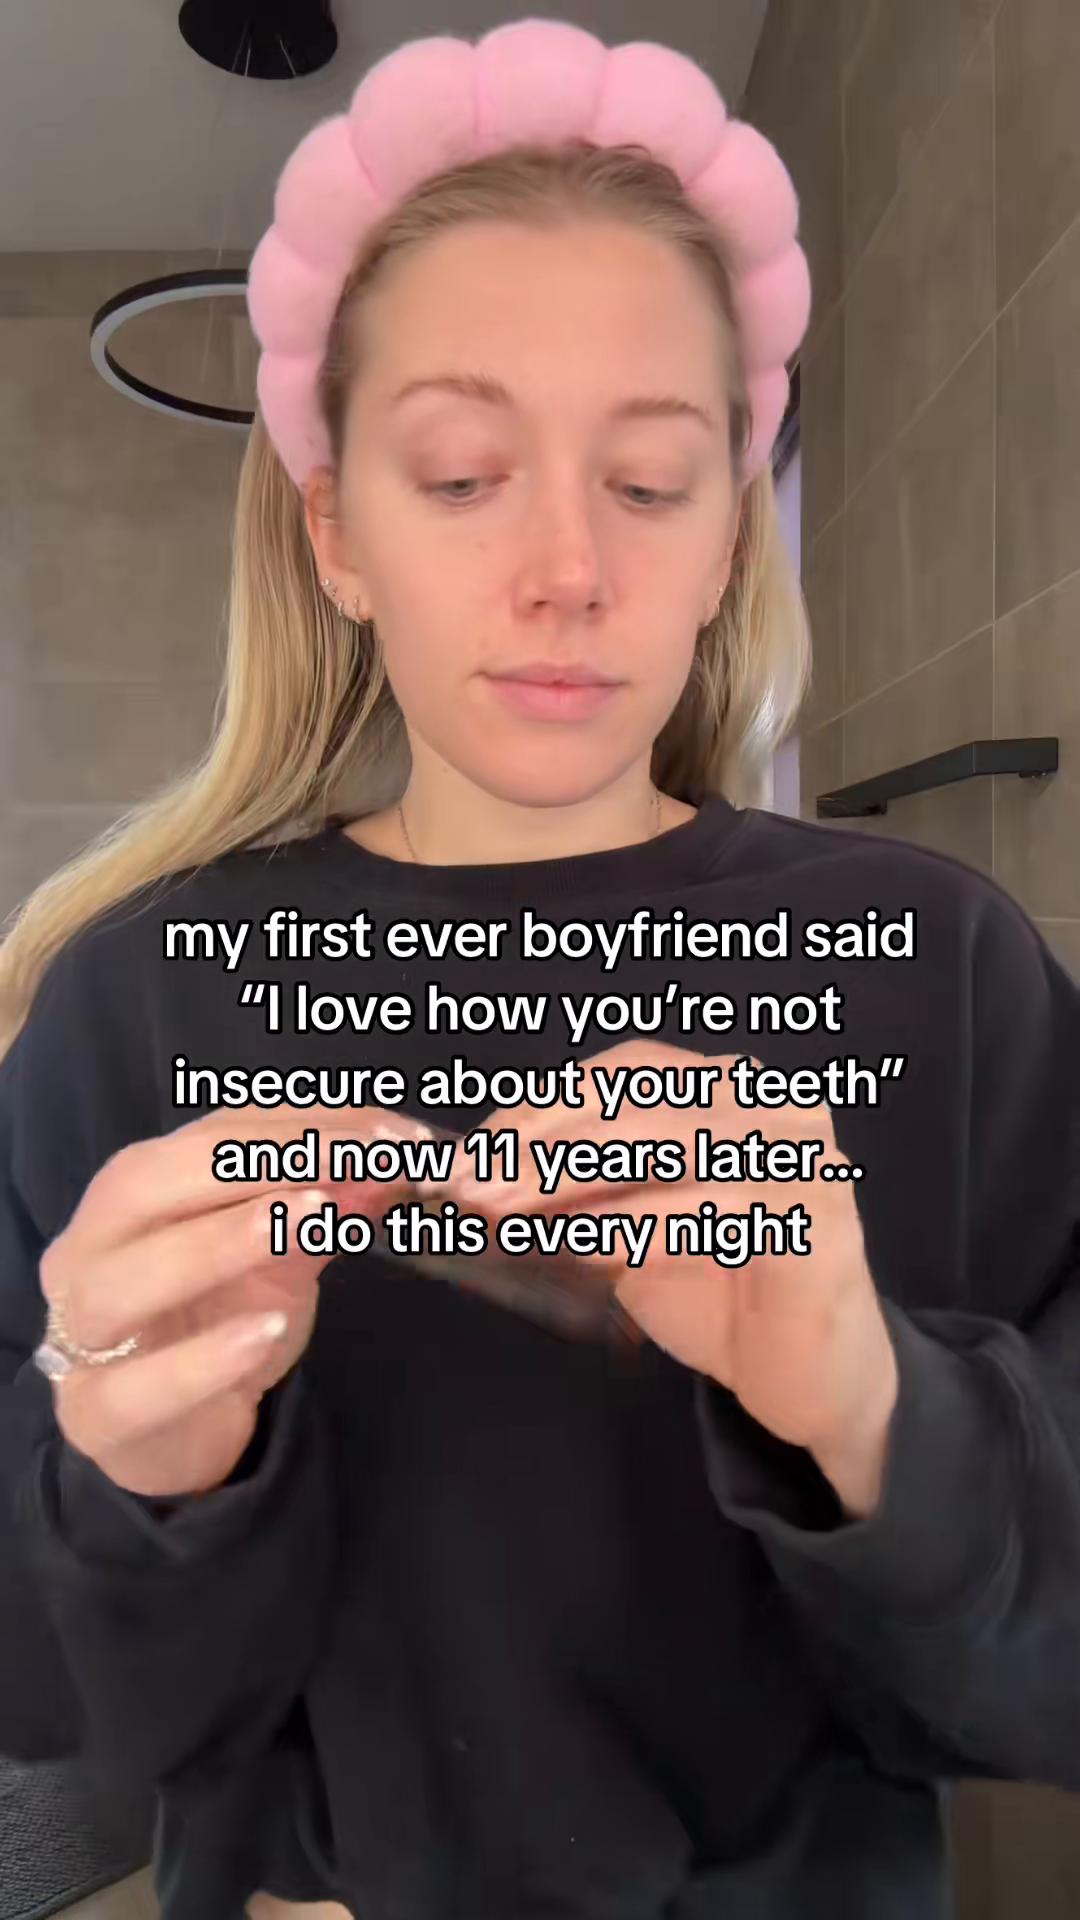 my first ever boyfriend said
“I love how you’re not
insecure about your teeth”
and now 11 years later...
i do this every night